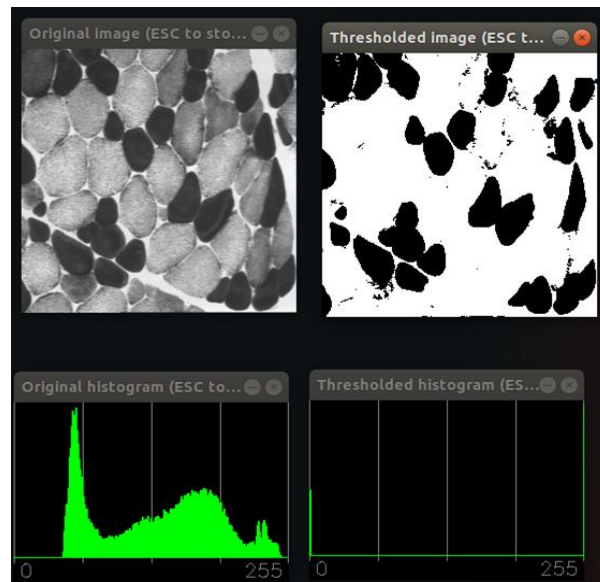 Original image (ESC to sto...
Thresholded image (ESC t...
Original histogram (ESC to...
Thresholded histogram (ES...
0 255
0 255